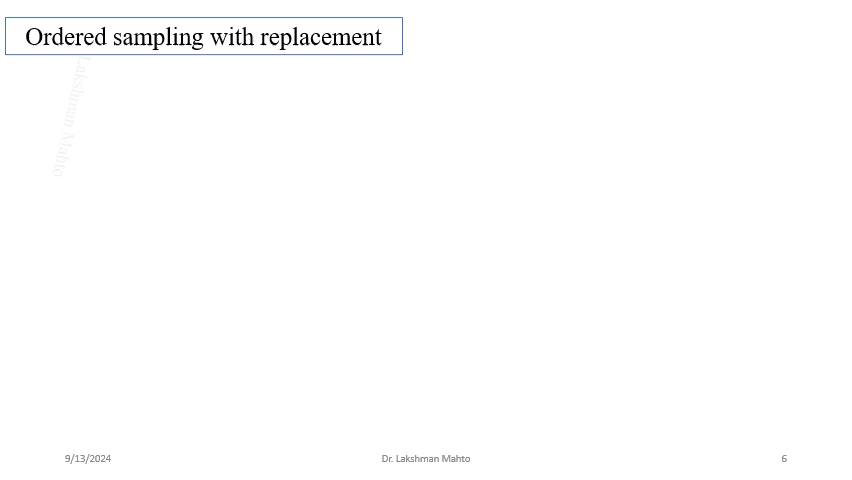 Ordered sampling with replacement
Lakshman Mahto
9/13/2024
Dr. Lakshman Mahto
6